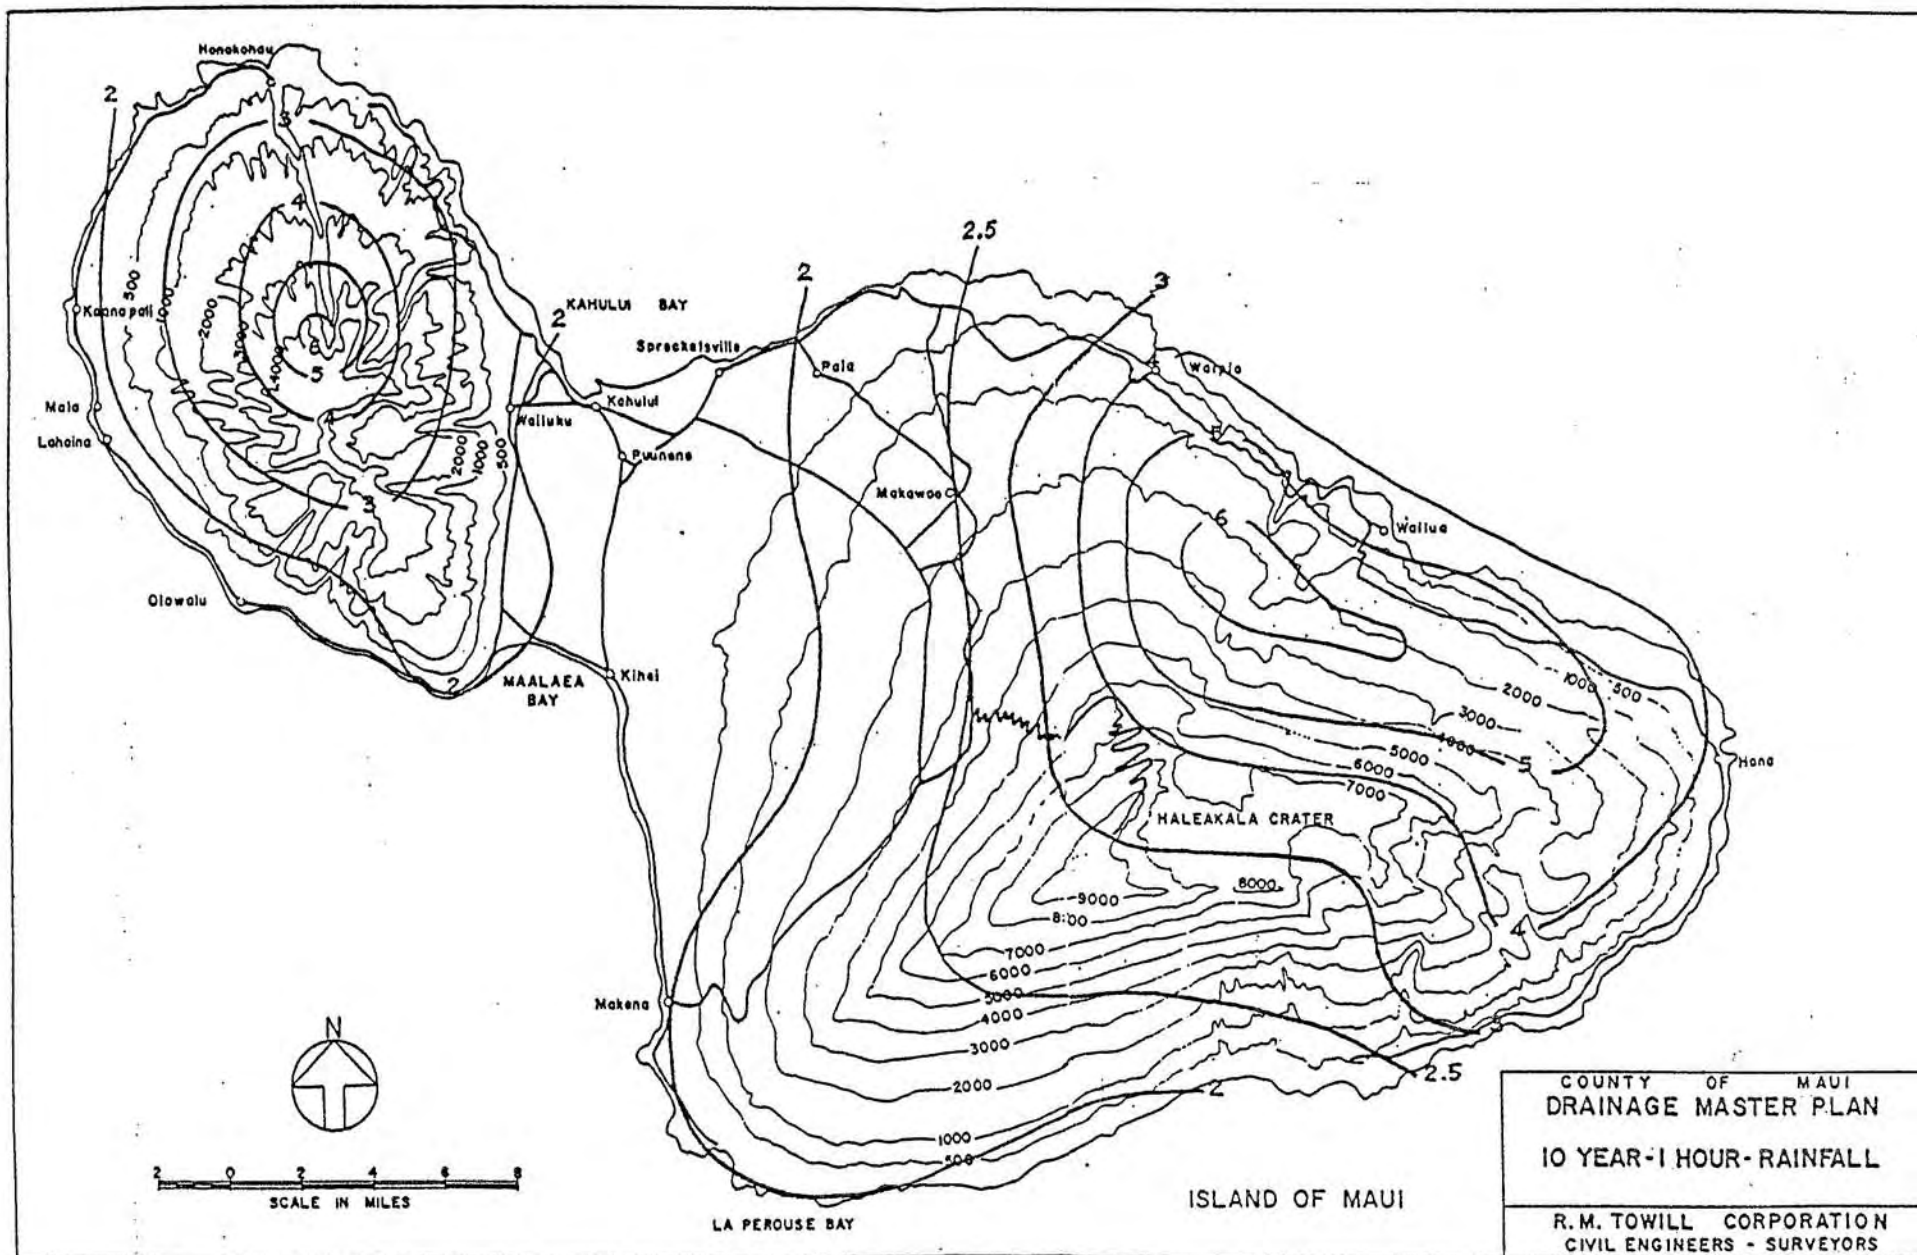 Honokohau
2
3
4
500
1000
2000
3000
4000
6
5
4
3
Kaanapali
Mala
Lahaina
Olowalu
2000
1000
500
2
KAHULUI BAY
2
Sprecketsville
Paia
Wailuku
Kahului
Puunene
MAALAEA
BAY
Kihei
2
2.5
3
Makawao
5
6
Wailua
1000
500
2000
3000
4000
5000
6000
7000
5
Hana
HALEAKALA CRATER
9000
8000
8100
7000
6000
5000
4000
3000
2000
1000
500
4
3
2.5
2
Makena
N
2 0 2 4 6 8
SCALE IN MILES
LA PEROUSE BAY
ISLAND OF MAUI
COUNTY OF MAUI
DRAINAGE MASTER PLAN
10 YEAR-1 HOUR-RAINFALL
R.M. TOWILL CORPORATION
CIVIL ENGINEERS - SURVEYORS